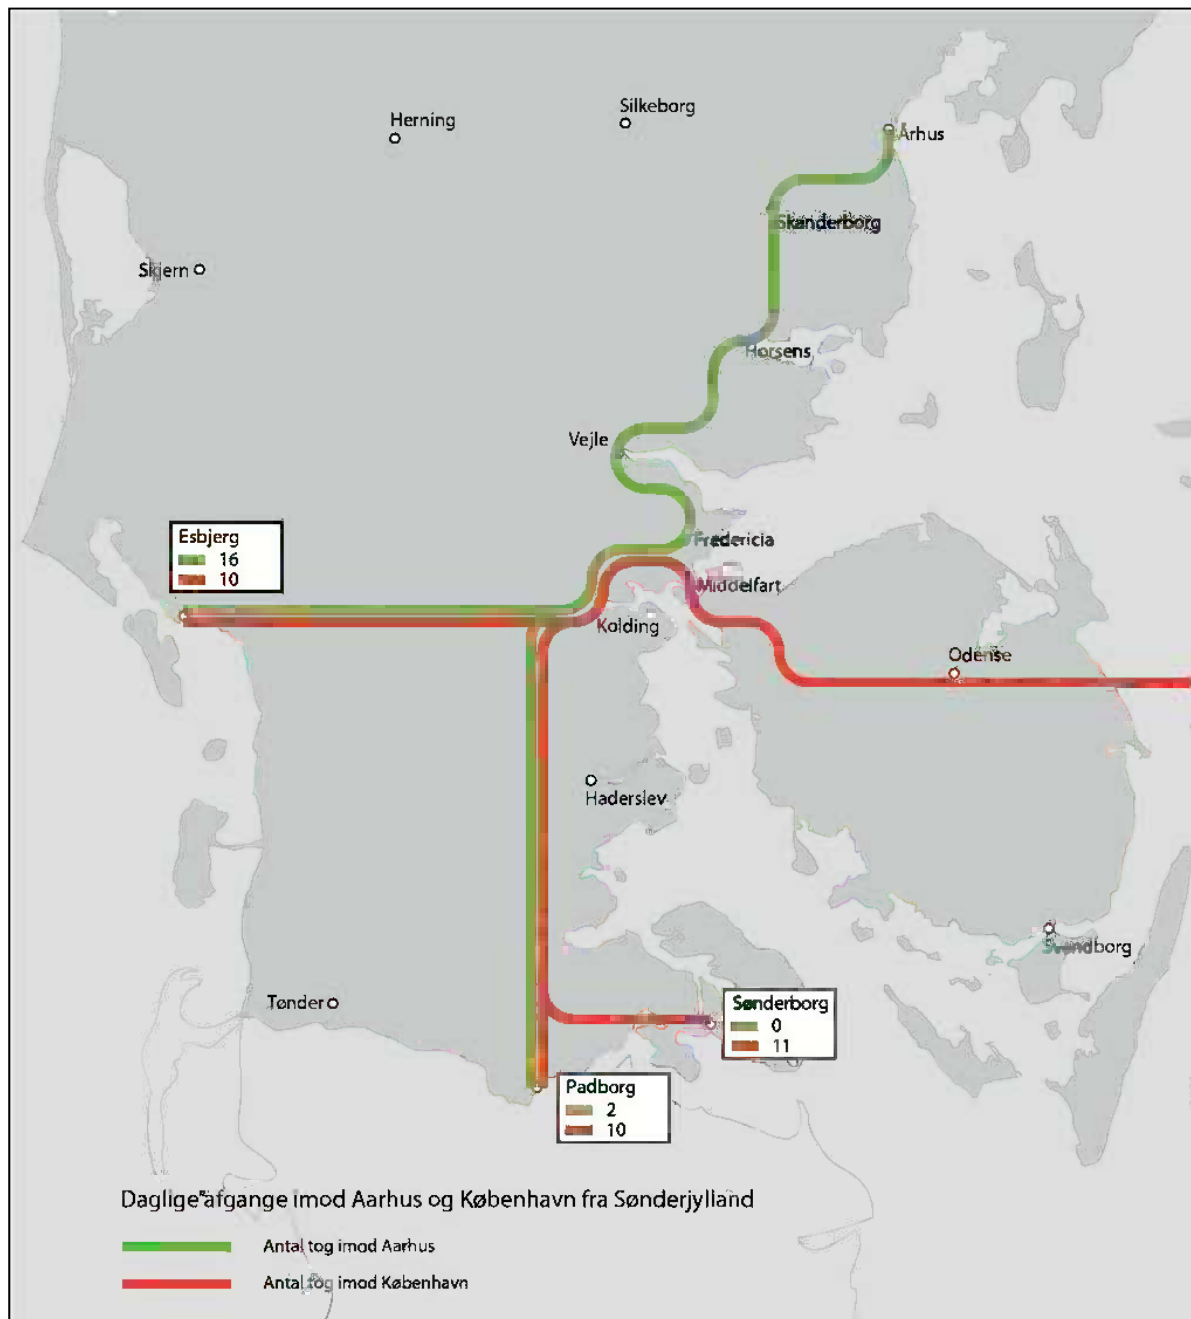 Silkeborg
Herning
Århus
Skanderborg
Skjern
Horsens
Vejle
Esbjerg
16
10
Fredericia
Middelfart
Kolding
Odense
Haderslev
Svendborg
Tønder
Sønderborg
0
11
Padborg
2
10
Daglige afgange imod Aarhus og København fra Sønderjylland
Antal tog imod Aarhus
Antal tog imod København